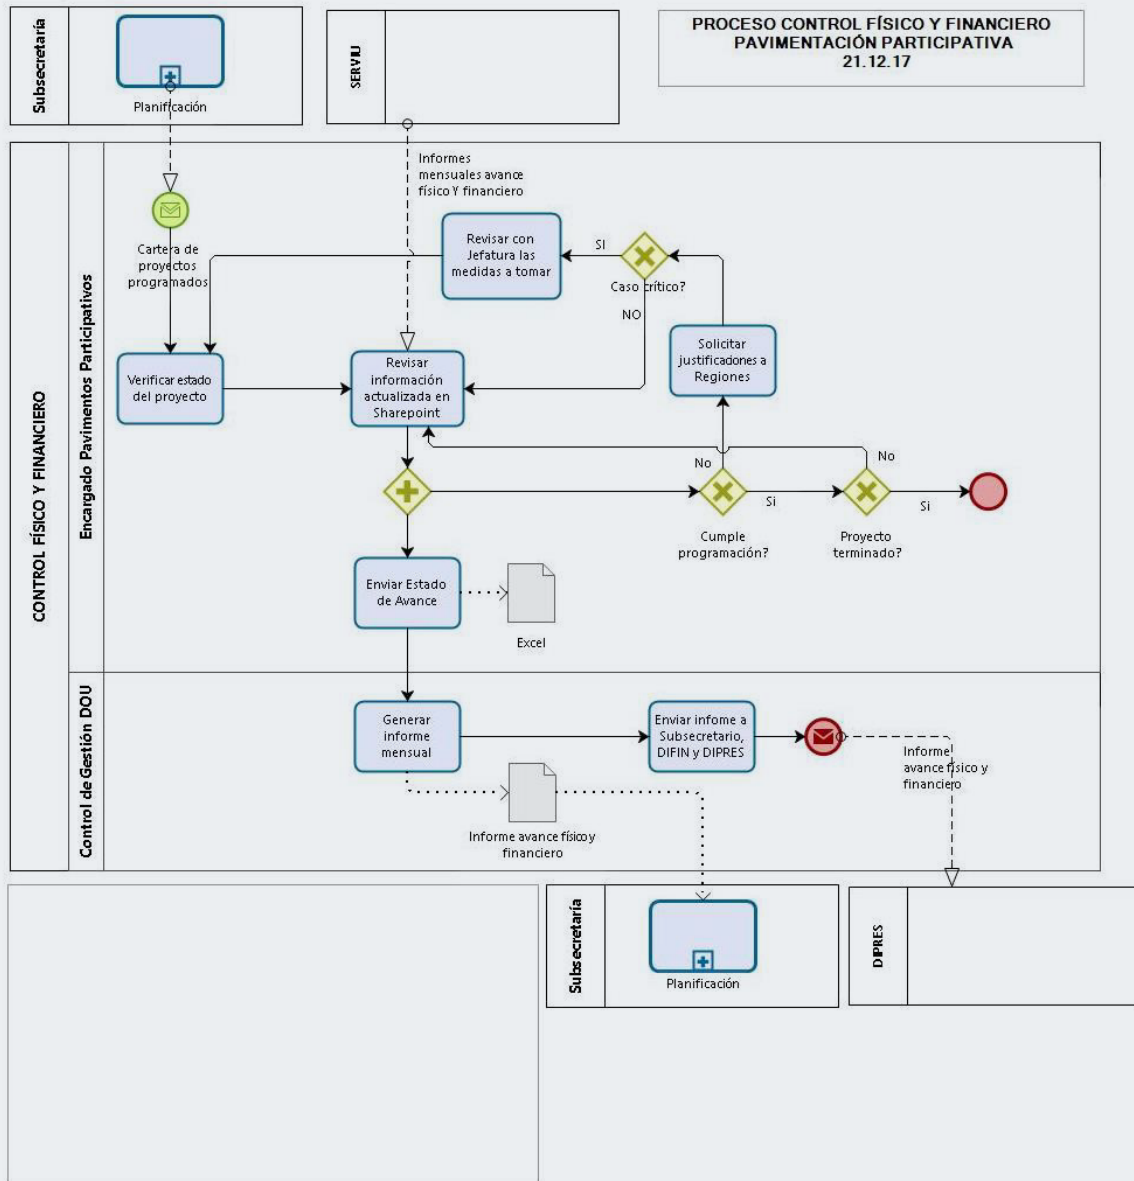 Subsecretaría
Planificación
SERVIU
PROCESO CONTROL FÍSICO Y FINANCIERO
PAVIMENTACIÓN PARTICIPATIVA
21.12.17
CONTROL FÍSICO Y FINANCIERO
Encargado Pavimentos Participativos
Informes
mensuales avance
físico Y financiero
Cartera de
proyectos
programados
Revisar con
Jefatura las
medidas a tomar
SI
Caso crítico?
NO
Verificar estado
del proyecto
Revisar
información
actualizada en
Sharepoint
Solicitar
justificaciones a
Regiones
No
No
Si
Si
Cumple
programación?
Proyecto
terminado?
Enviar Estado
de Avance
Excel
Control de Gestión DOU
Generar
informe
mensual
Enviar infome a
Subsecretario,
DIFIN y DIPRES
Informe
avance físico y
financiero
Informe avance físico y
financiero
Subsecretaría
Planificación
DIPRES